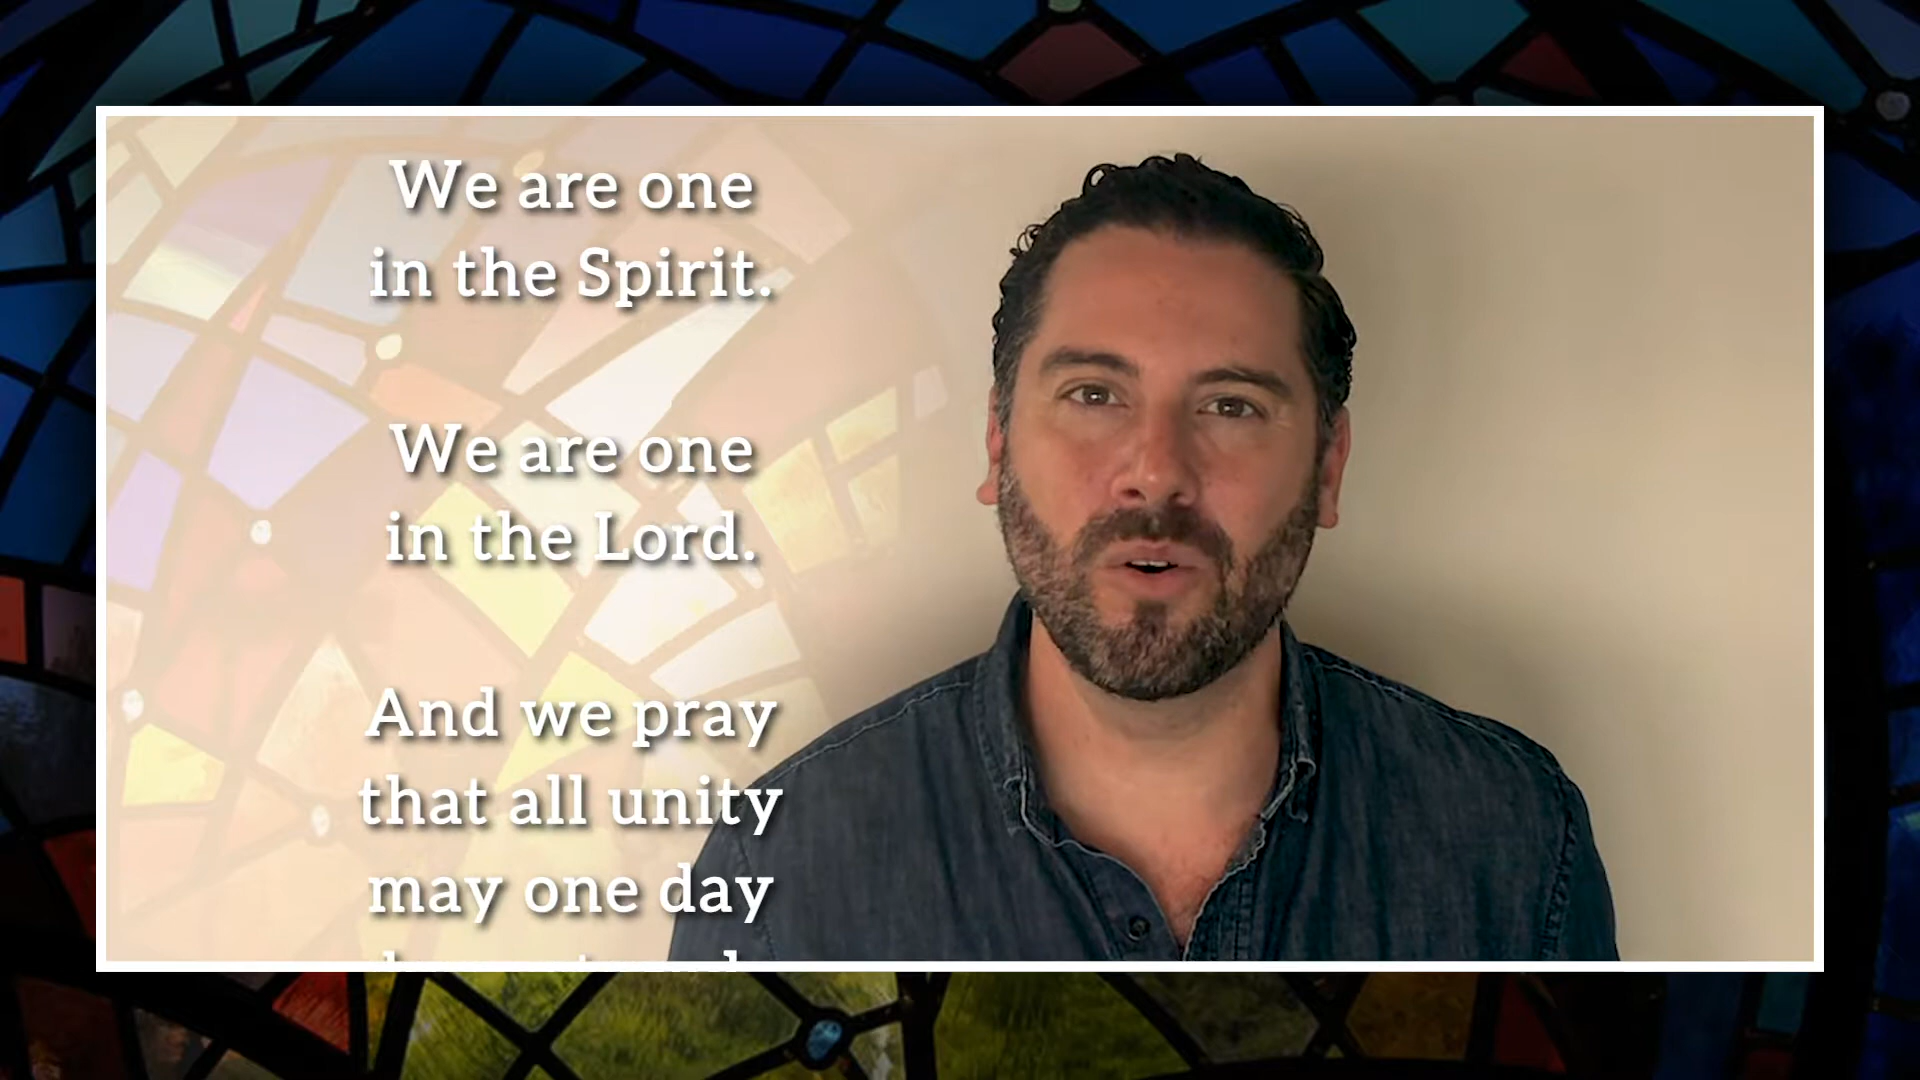 We are one
in the Spirit.
We are one
in the Lord.
And we pray
that all unity
may one day